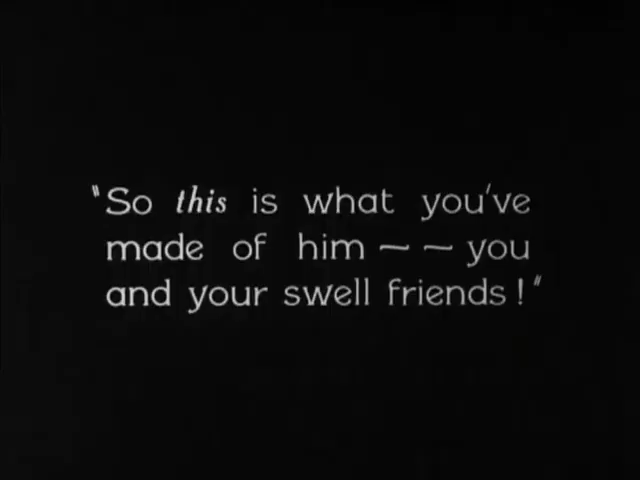 "So this is what you've
made of him — — you
and your swell friends!"